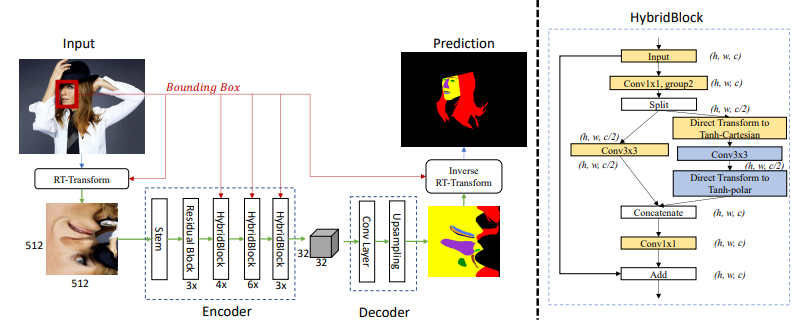 Input
Prediction
Bounding Box
RT-Transform
Inverse
RT-Transform
512
512
Stem
Residual Block
HybridBlock
HybridBlock
HybridBlock
3x
4x
6x
3x
32
32
Conv Layer
Upsampling
Encoder
Decoder
HybridBlock
Input
(h, w, c)
Conv1x1, group2
(h, w, c)
Split
(h, w, c/2)
(h, w, c/2)
Direct Transform to
Tanh-Cartesian
Conv3x3
(h, w, c/2)
Conv3x3
(h, w, c/2)
Direct Transform to
Tanh-polar
Concatenate
(h, w, c)
Conv1x1
(h, w, c)
Add
(h, w, c)